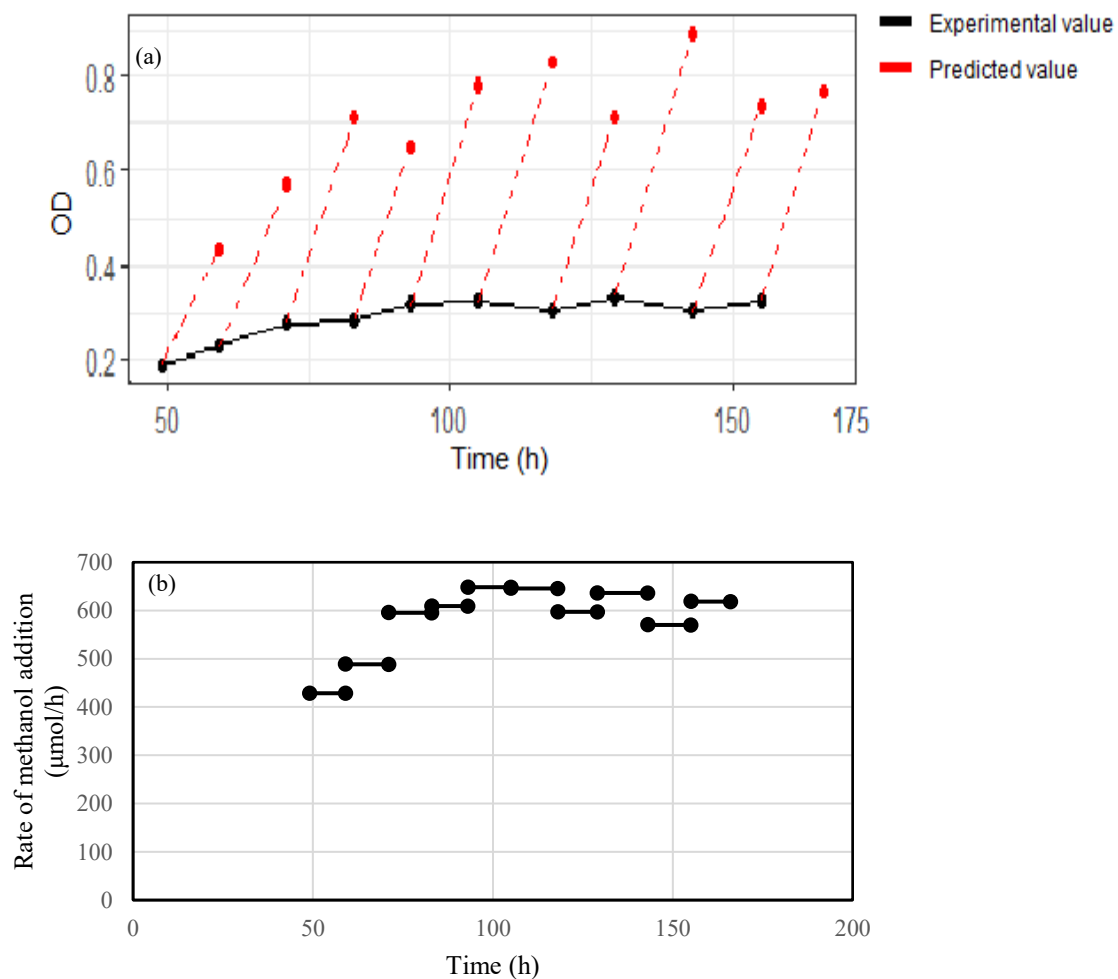 (a)
Experimental value
Predicted value
0.8
0.6
0.4
0.2
OD
50 100 150 175
Time (h)
(b)
700
600
500
400
300
200
100
0
Rate of methanol addition
(μmol/h)
0 50 100 150 200
Time (h)